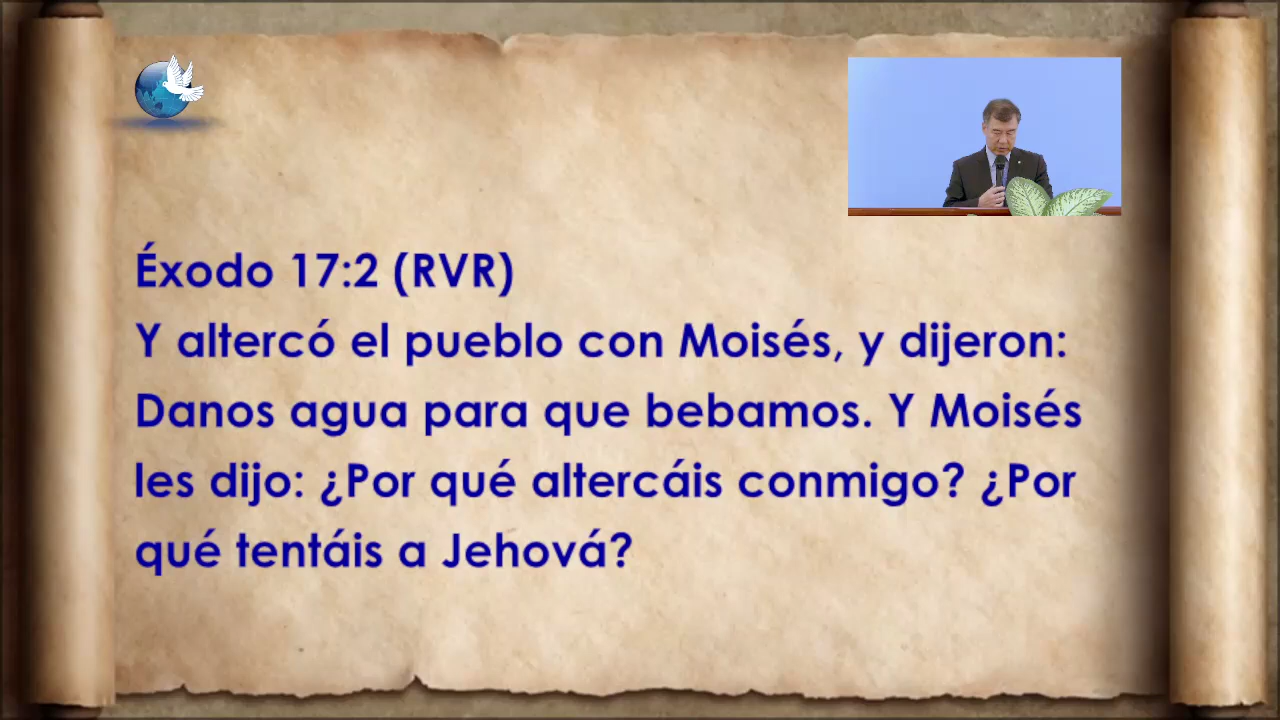 Éxodo 17:2 (RVR)
Y altercó el pueblo con Moisés, y dijeron:
Danos agua para que bebamos. Y Moisés
les dijo: ¿Por qué altercáis conmigo? ¿Por
qué tentáis a Jehová?